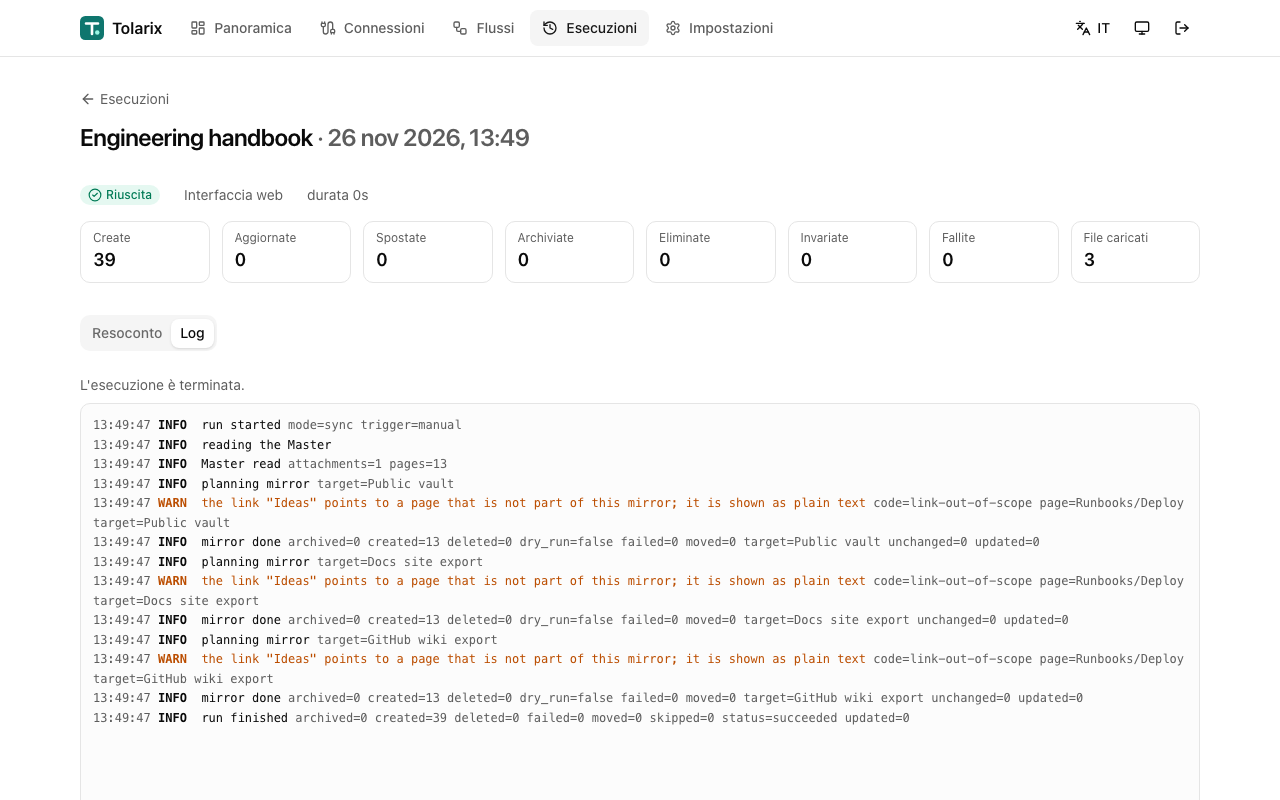 Tolarix
Panoramica
Connessioni
Flussi
Esecuzioni
Impostazioni
IT
Esecuzioni
Engineering handbook · 26 nov 2026, 13:49
Riuscita
Interfaccia web
durata 0s
Create
39
Aggiornate
0
Spostate
0
Archiviate
0
Eliminate
0
Invariate
0
Fallite
0
File caricati
3
Resoconto
Log
L'esecuzione è terminata.
13:49:47 INFO run started mode=sync trigger=manual
13:49:47 INFO reading the Master
13:49:47 INFO Master read attachments=1 pages=13
13:49:47 INFO planning mirror target=Public vault
13:49:47 WARN the link "Ideas" points to a page that is not part of this mirror; it is shown as plain text code=link-out-of-scope page=Runbooks/Deploy
target=Public vault
13:49:47 INFO mirror done archived=0 created=13 deleted=0 dry_run=false failed=0 moved=0 target=Public vault unchanged=0 updated=0
13:49:47 INFO planning mirror target=Docs site export
13:49:47 WARN the link "Ideas" points to a page that is not part of this mirror; it is shown as plain text code=link-out-of-scope page=Runbooks/Deploy
target=Docs site export
13:49:47 INFO mirror done archived=0 created=13 deleted=0 dry_run=false failed=0 moved=0 target=Docs site export unchanged=0 updated=0
13:49:47 INFO planning mirror target=GitHub wiki export
13:49:47 WARN the link "Ideas" points to a page that is not part of this mirror; it is shown as plain text code=link-out-of-scope page=Runbooks/Deploy
target=GitHub wiki export
13:49:47 INFO mirror done archived=0 created=13 deleted=0 dry_run=false failed=0 moved=0 target=GitHub wiki export unchanged=0 updated=0
13:49:47 INFO run finished archived=0 created=39 deleted=0 failed=0 moved=0 skipped=0 status=succeeded updated=0